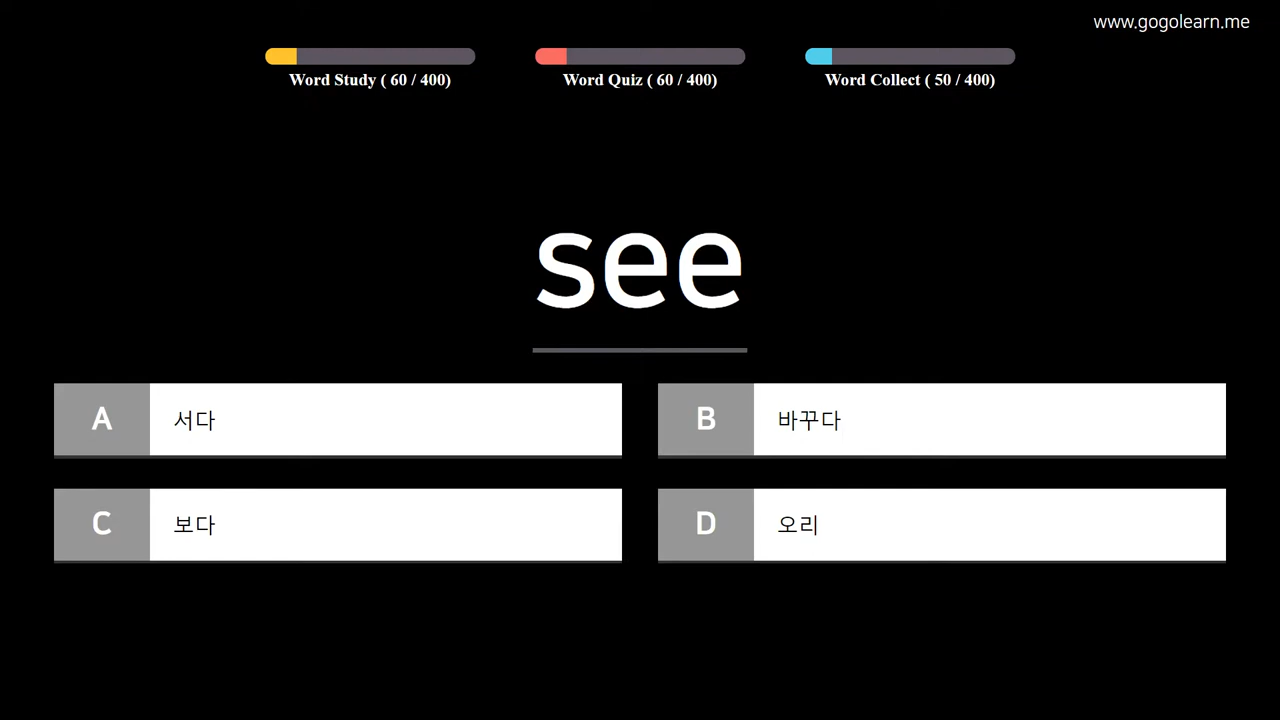 www.gogolearn.me
Word Study ( 60 / 400)
Word Quiz ( 60 / 400)
Word Collect ( 50 / 400)
see
A 서다
B 바꾸다
C 보다
D 오리